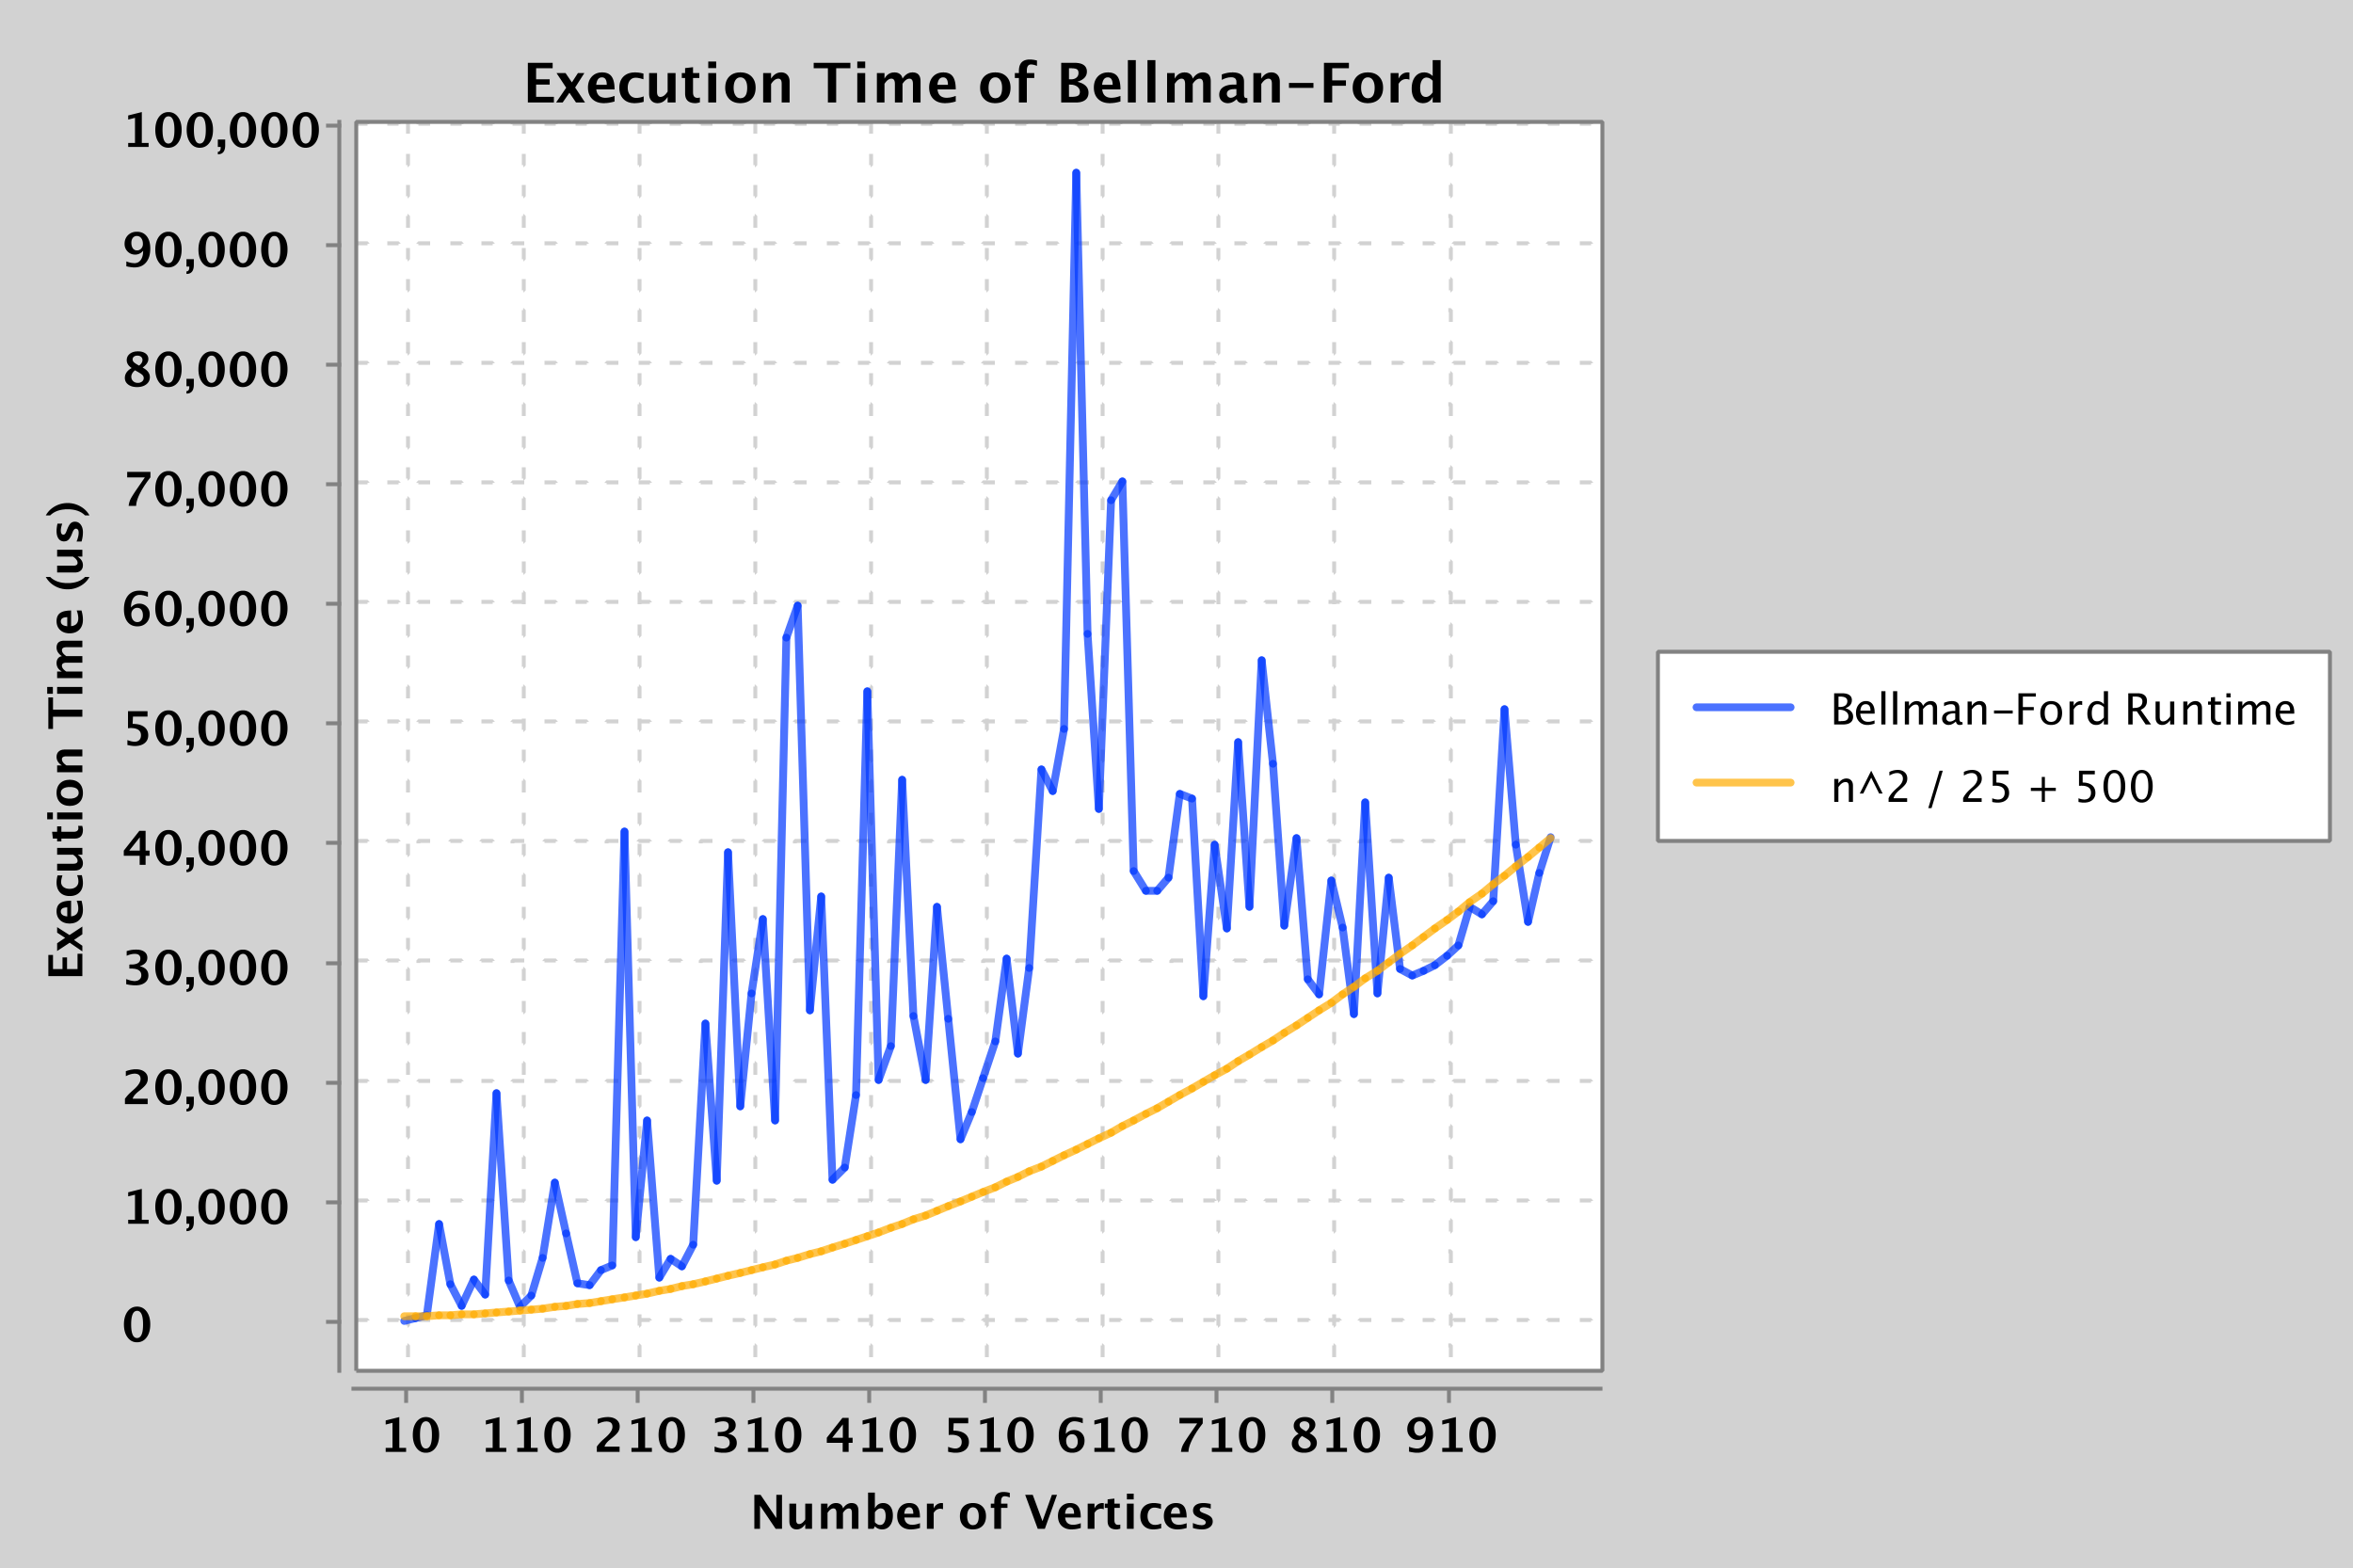 Execution Time of Bellman-Ford
100,000
90,000
80,000
70,000
60,000
50,000
40,000
30,000
20,000
10,000
0
Execution Time (us)
10 110 210 310 410 510 610 710 810 910
Number of Vertices
Bellman-Ford Runtime
n^2 / 25 + 500